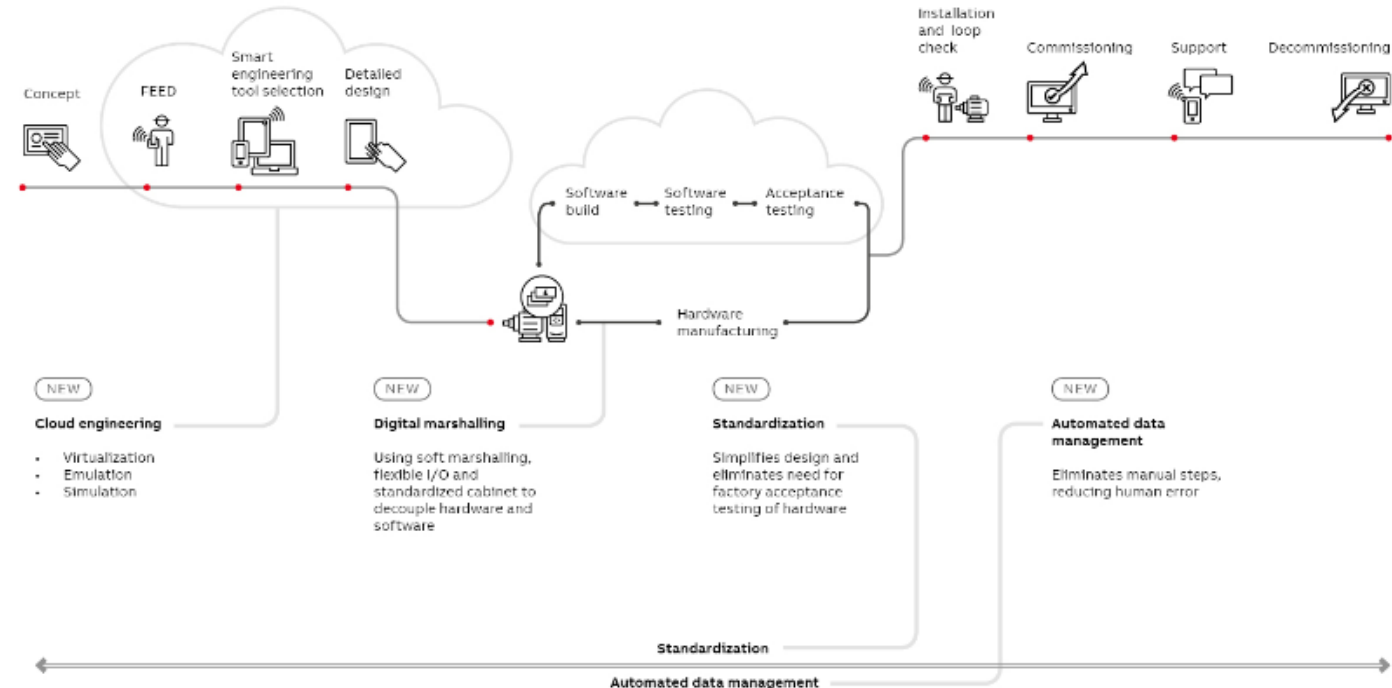 Concept
FEED
Smart
engineering
tool selection
Detailed
design
Software
build
Software
testing
Acceptance
testing
Hardware
manufacturing
Installation
and loop
check
Commissioning
Support
Decommissioning
NEW
Cloud engineering
- Virtualization
- Emulation
- Simulation
NEW
Digital marshalling
Using soft marshalling,
flexible I/O and
standardized cabinet to
decouple hardware and
software
NEW
Standardization
Simplifies design and
eliminates need for
factory acceptance
testing of hardware
NEW
Automated data
management
Eliminates manual steps,
reducing human error
Standardization
Automated data management